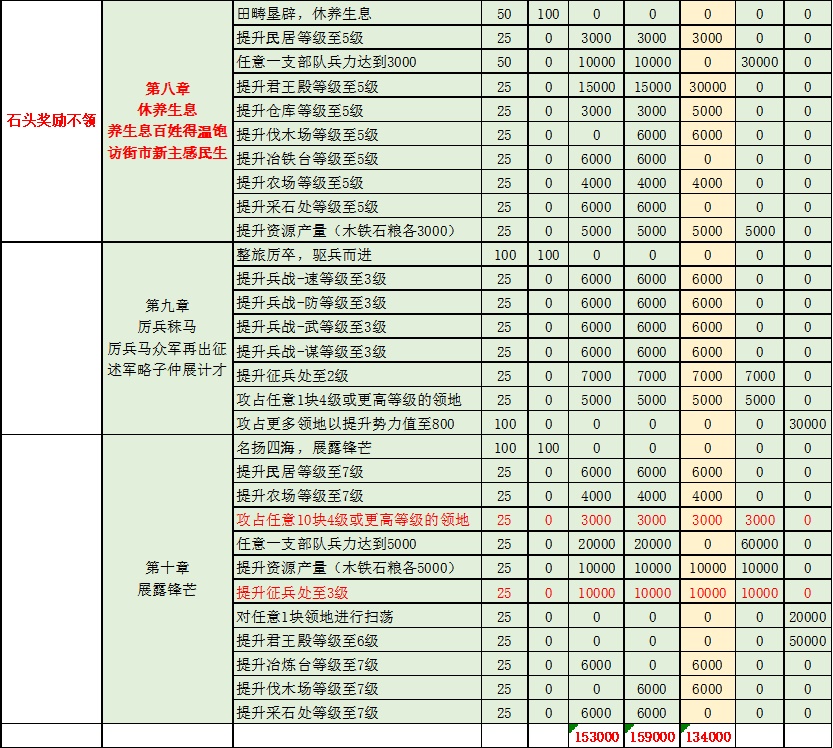 田畴垦辟，休养生息 50 100 0 0 0 0 0
提升民居等级至5级 25 0 3000 3000 3000 0 0
任意一支部队兵力达到3000 50 0 10000 10000 0 30000 0
提升君王殿等级至5级 25 0 15000 15000 30000 0 0
提升仓库等级至5级 25 0 3000 3000 5000 0 0
提升伐木场等级至5级 25 0 0 6000 6000 0 0
提升冶铁台等级至5级 25 0 6000 6000 0 0 0
提升农场等级至5级 25 0 4000 4000 4000 0 0
提升采石处等级至5级 25 0 6000 6000 0 0 0
提升资源产量（木铁石粮各3000） 25 0 5000 5000 5000 5000 0
石头奖励不领
第八章
休养生息
养生息百姓得温饱
访街市新主感民生
整旅厉卒，驱兵而进 100 100 0 0 0 0 0
提升兵战-速等级至3级 25 0 6000 6000 6000 0 0
提升兵战-防等级至3级 25 0 6000 6000 6000 0 0
提升兵战-武等级至3级 25 0 6000 6000 6000 0 0
提升兵战-谋等级至3级 25 0 6000 6000 6000 0 0
提升征兵处至2级 25 0 7000 7000 7000 7000 0
攻占任意1块4级或更高等级的领地 25 0 5000 5000 5000 5000 0
攻占更多领地以提升势力值至800 100 0 0 0 0 0 30000
第九章
厉兵秣马
厉兵马众军再出征
述军略子仲展计才
名扬四海，展露锋芒 100 100 0 0 0 0 0
提升民居等级至7级 25 0 6000 6000 6000 0 0
提升农场等级至7级 25 0 4000 4000 4000 0 0
攻占任意10块4级或更高等级的领地 25 0 3000 3000 3000 3000 0
任意一支部队兵力达到5000 25 0 20000 20000 0 60000 0
提升资源产量（木铁石粮各5000） 25 0 10000 10000 10000 10000 0
提升征兵处至3级 25 0 10000 10000 10000 10000 0
对任意1块领地进行扫荡 25 0 0 0 0 0 20000
提升君王殿等级至6级 25 0 0 0 0 0 50000
提升冶炼台等级至7级 25 0 6000 0 6000 0 0
提升伐木场等级至7级 25 0 0 6000 6000 0 0
提升采石处等级至7级 25 0 6000 6000 0 0 0
第十章
展露锋芒
153000 159000 134000